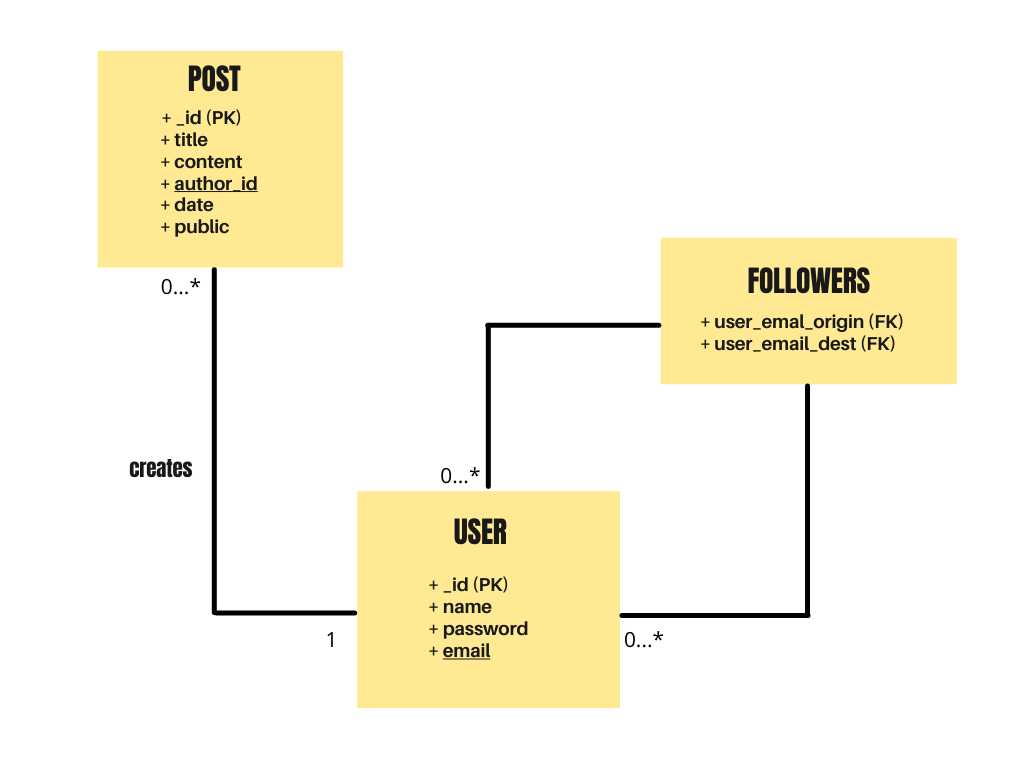 POST
+ _id (PK)
+ title
+ content
+ author_id
+ date
+ public
0...*
creates
1
FOLLOWERS
+ user_emal_origin (FK)
+ user_email_dest (FK)
0...*
USER
+ _id (PK)
+ name
+ password
+ email
0...*